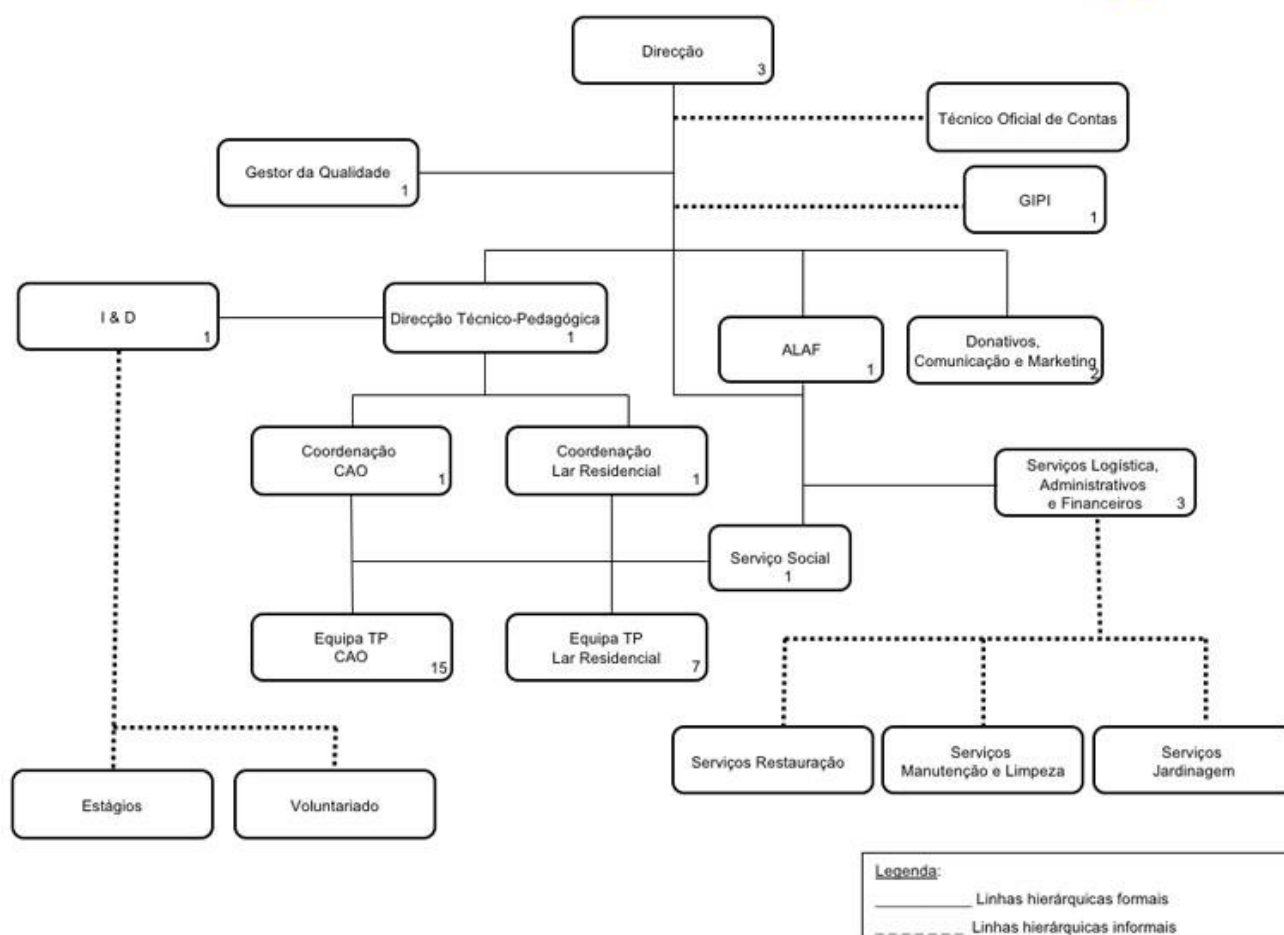 Direcção
3
Técnico Oficial de Contas
Gestor da Qualidade
1
GIPI
1
I & D
1
Direcção Técnico-Pedagógica
1
ALAF
1
Donativos,
Comunicação e Marketing
2
Coordenação
CAO
1
Coordenação
Lar Residencial
1
Serviços Logística,
Administrativos
e Financeiros
3
Serviço Social
1
Equipa TP
CAO
15
Equipa TP
Lar Residencial
7
Serviços Restauração
Serviços
Manutenção e Limpeza
Serviços
Jardinagem
Estágios
Voluntariado
Legenda:
Linhas hierárquicas formais
Linhas hierárquicas informais